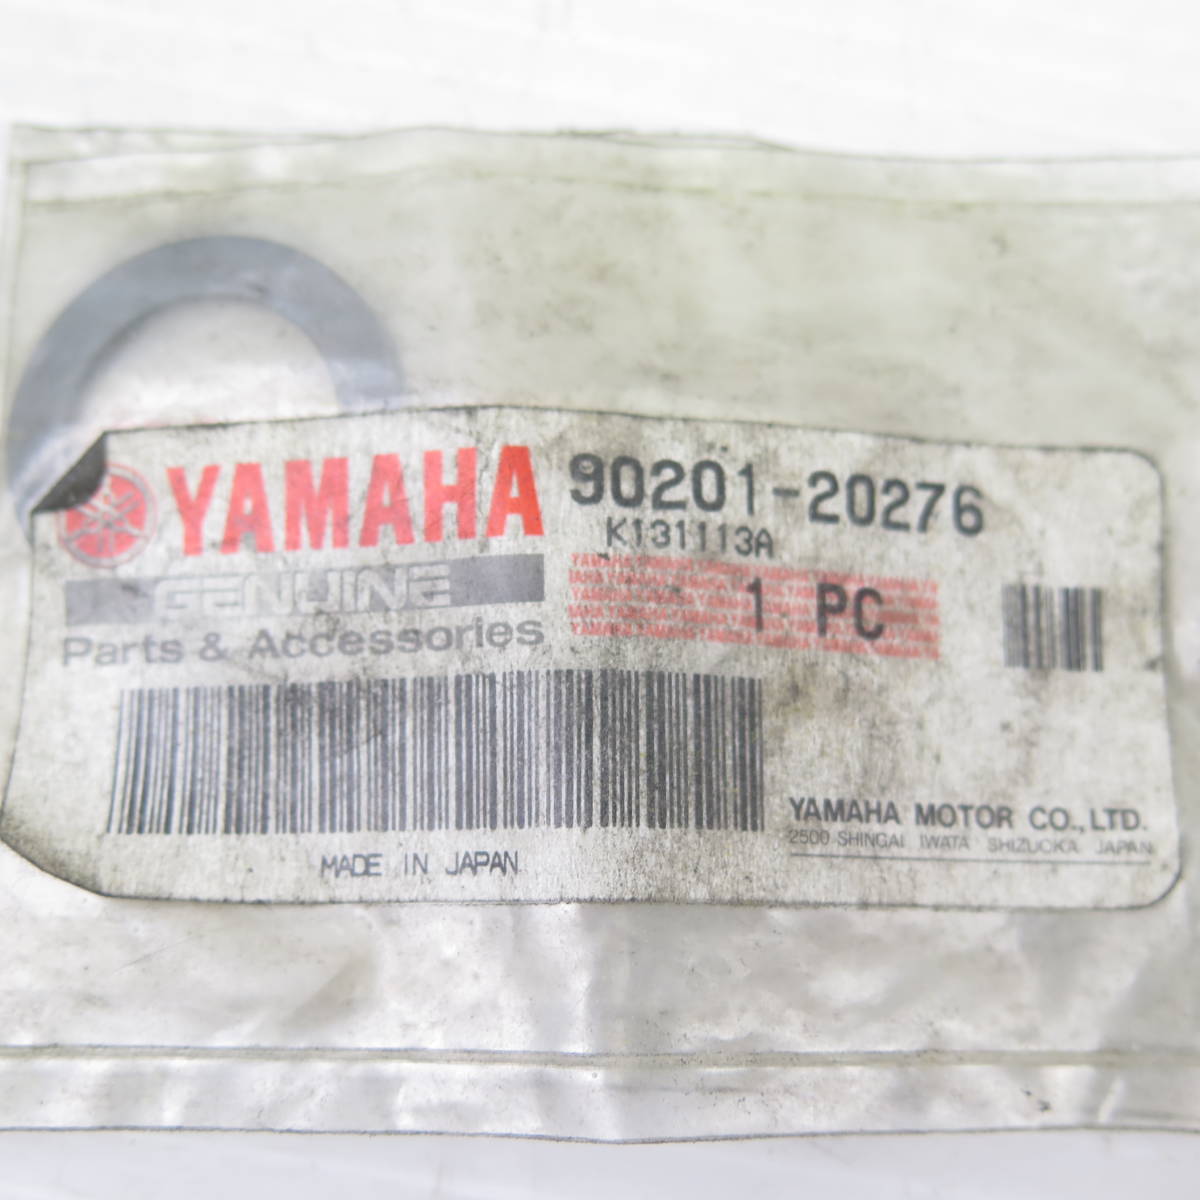 YAMAHA 90201-20276
K131113A
GENUINE
1 PC
Parts & Accessories
MADE IN JAPAN
YAMAHA MOTOR CO.,LTD.
2500 SHINGAI IWATA SHIZUOKA JAPAN